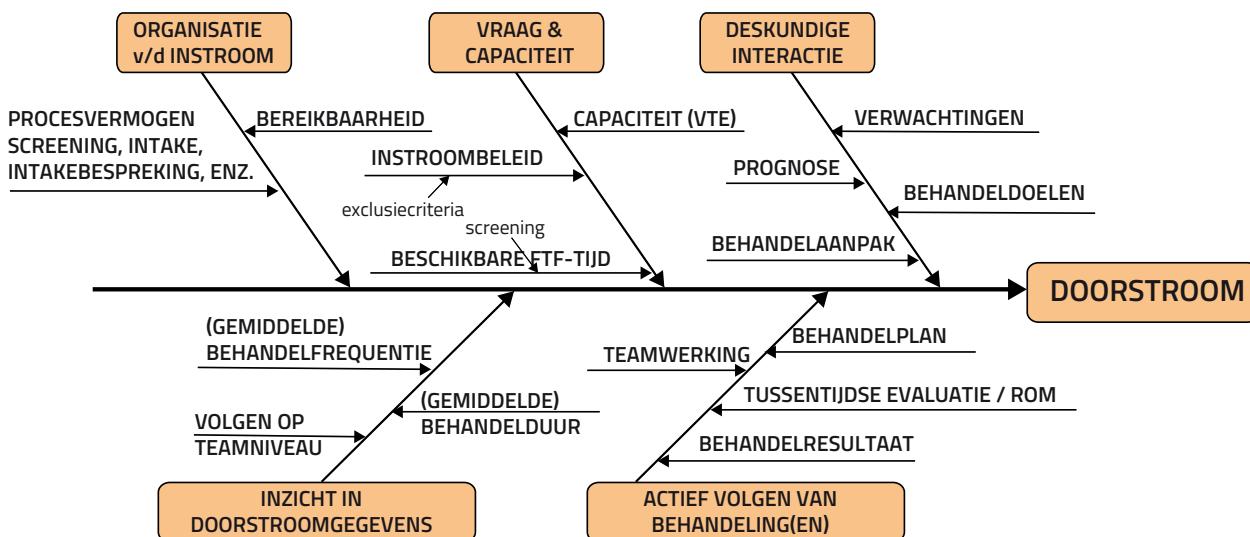 ORGANISATIE
v/d INSTROOM
VRAAG &
CAPACITEIT
DESKUNDIGE
INTERACTIE
PROCESVERMOGEN
SCREENING, INTAKE,
INTAKEBESPREKING, ENZ.
BEREIKBAARHEID
CAPACITEIT (VTE)
INSTROOMBELEID
exclusiecriteria
screening
BESCHIKBARE FTF-TIJD
VERWACHTINGEN
PROGNOSE
BEHANDELDOELEN
BEHANDELAANPAK
DOORSTROOM
(GEMIDDELDE)
BEHANDELFREQUENTIE
(GEMIDDELDE)
BEHANDELDUUR
VOLGEN OP
TEAMNIVEAU
BEHANDELPLAN
TEAMWERKING
TUSSENTIJDSE EVALUATIE / ROM
BEHANDELRESULTAAT
INZICHT IN
DOORSTROOMGEGEVENS
ACTIEF VOLGEN VAN
BEHANDELING(EN)